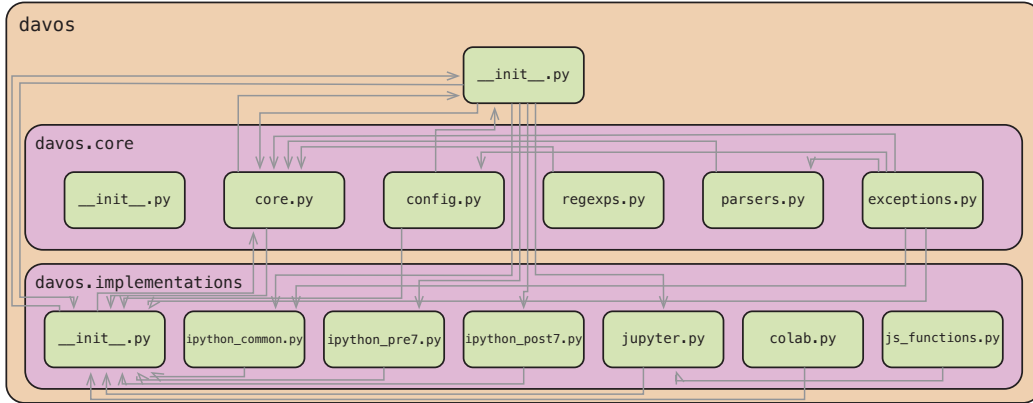 davos
__init__.py
davos.core
__init__.py
core.py
config.py
regexps.py
parsers.py
exceptions.py
davos.implementations
__init__.py
ipython_common.py
ipython_pre7.py
ipython_post7.py
jupyter.py
colab.py
js_functions.py